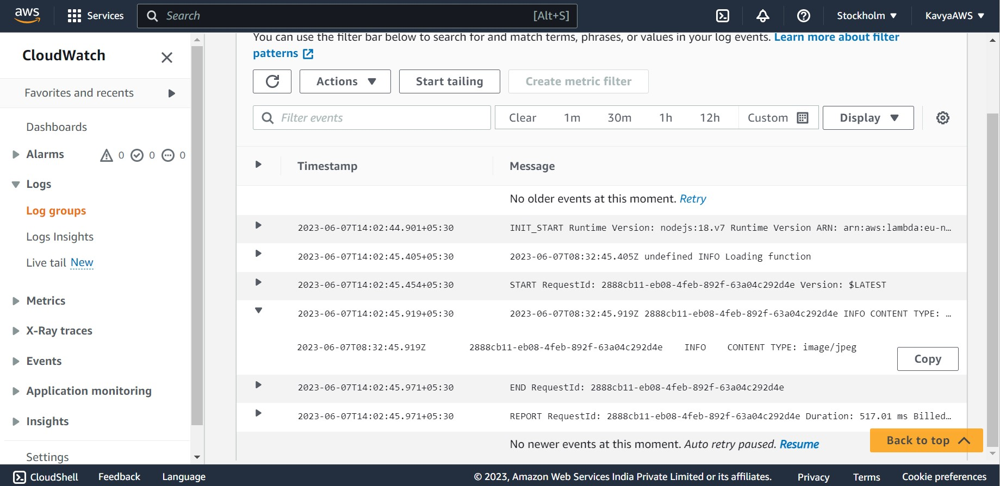 aws
Services
Search
[Alt+S]
Stockholm
KavyaAWS
CloudWatch
Favorites and recents
Dashboards
Alarms 0 0 0
Logs
Log groups
Logs Insights
Live tail New
Metrics
X-Ray traces
Events
Application monitoring
Insights
Settings
You can use the filter bar below to search for and match terms, phrases, or values in your log events. Learn more about filter
patterns
Actions
Start tailing
Create metric filter
Filter events
Clear 1m 30m 1h 12h Custom
Display
Timestamp Message
No older events at this moment. Retry
2023-06-07T14:02:44.901+05:30 INIT_START Runtime Version: nodejs:18.v7 Runtime Version ARN: arn:aws:lambda:eu-n…
2023-06-07T14:02:45.405+05:30 2023-06-07T08:32:45.405Z undefined INFO Loading function
2023-06-07T14:02:45.454+05:30 START RequestId: 2888cb11-eb08-4feb-892f-63a04c292d4e Version: $LATEST
2023-06-07T14:02:45.919+05:30 2023-06-07T08:32:45.919Z 2888cb11-eb08-4feb-892f-63a04c292d4e INFO CONTENT TYPE: …
2023-06-07T08:32:45.919Z 2888cb11-eb08-4feb-892f-63a04c292d4e INFO CONTENT TYPE: image/jpeg
Copy
2023-06-07T14:02:45.971+05:30 END RequestId: 2888cb11-eb08-4feb-892f-63a04c292d4e
2023-06-07T14:02:45.971+05:30 REPORT RequestId: 2888cb11-eb08-4feb-892f-63a04c292d4e Duration: 517.01 ms Billed…
No newer events at this moment. Auto retry paused. Resume
Back to top
CloudShell Feedback Language
© 2023, Amazon Web Services India Private Limited or its affiliates. Privacy Terms Cookie preferences